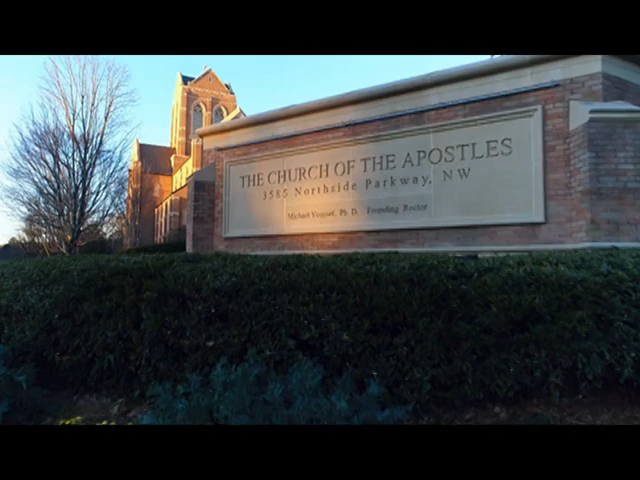 THE CHURCH OF THE APOSTLES
3585 Northside Parkway, NW
Michael Youssef, Ph. D. Founding Rector